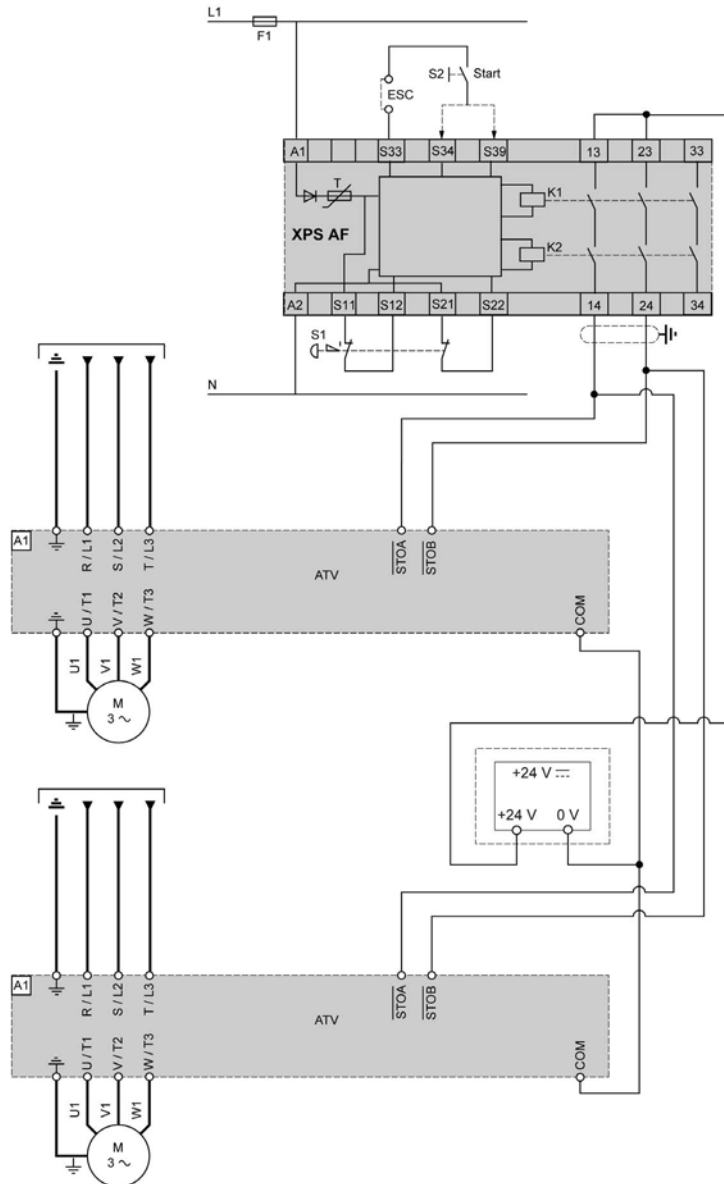 L1
F1
S2
Start
ESC
A1 S33 S34 S39 13 23 33
T
K1
XPS AF
K2
A2 S11 S12 S21 S22 14 24 34
S1
N
A1
R / L1
S / L2
T / L3
ATV
STOA
STOB
U / T1
V / T2
W / T3
COM
U1
V1
W1
M
3 ~
+24 V
+24 V 0 V
A1
R / L1
S / L2
T / L3
ATV
STOA
STOB
U / T1
V / T2
W / T3
COM
U1
V1
W1
M
3 ~